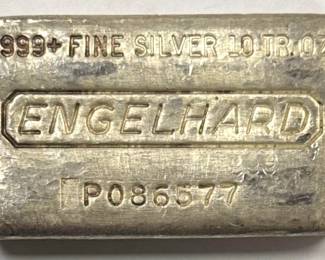 999+ FINE SILVER 10 TR. OZ
ENGELHARD
P086577